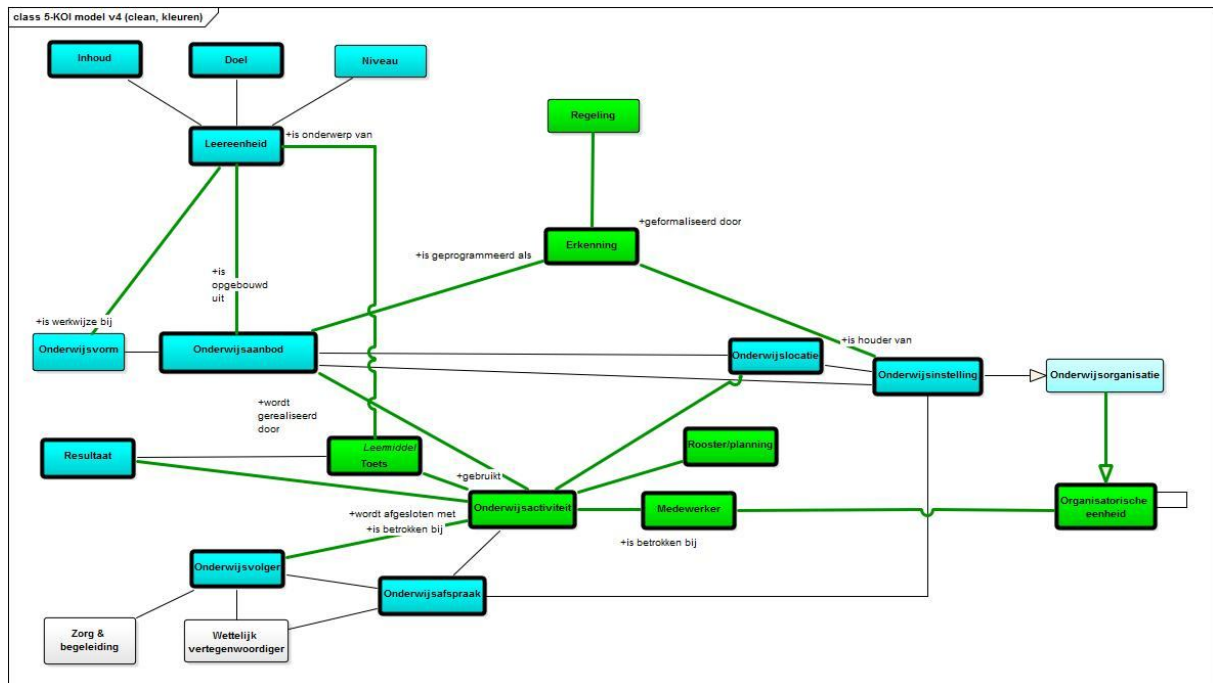 class 5-KOI model v4 (clean, kleuren)
Inhoud
Doel
Niveau
Leereenheid
+is onderwerp van
Regeling
+geformaliseerd door
Erkenning
+is geprogrammeerd als
+is
opgebouwd
uit
+is werkwijze bij
Onderwijsvorm
Onderwijsaanbod
Onderwijslocatie
+is houder van
Onderwijsinstelling
Onderwijsorganisatie
+wordt
gerealiseerd
door
Resultaat
Leermiddel
Toets
Rooster/planning
+gebruikt
Onderwijsactiviteit
Medewerker
Organisatorische
eenheid
+wordt afgesloten met
+is betrokken bij
+is betrokken bij
Onderwijsvolger
Onderwijsafspraak
Zorg &
begeleiding
Wettelijk
vertegenwoordiger